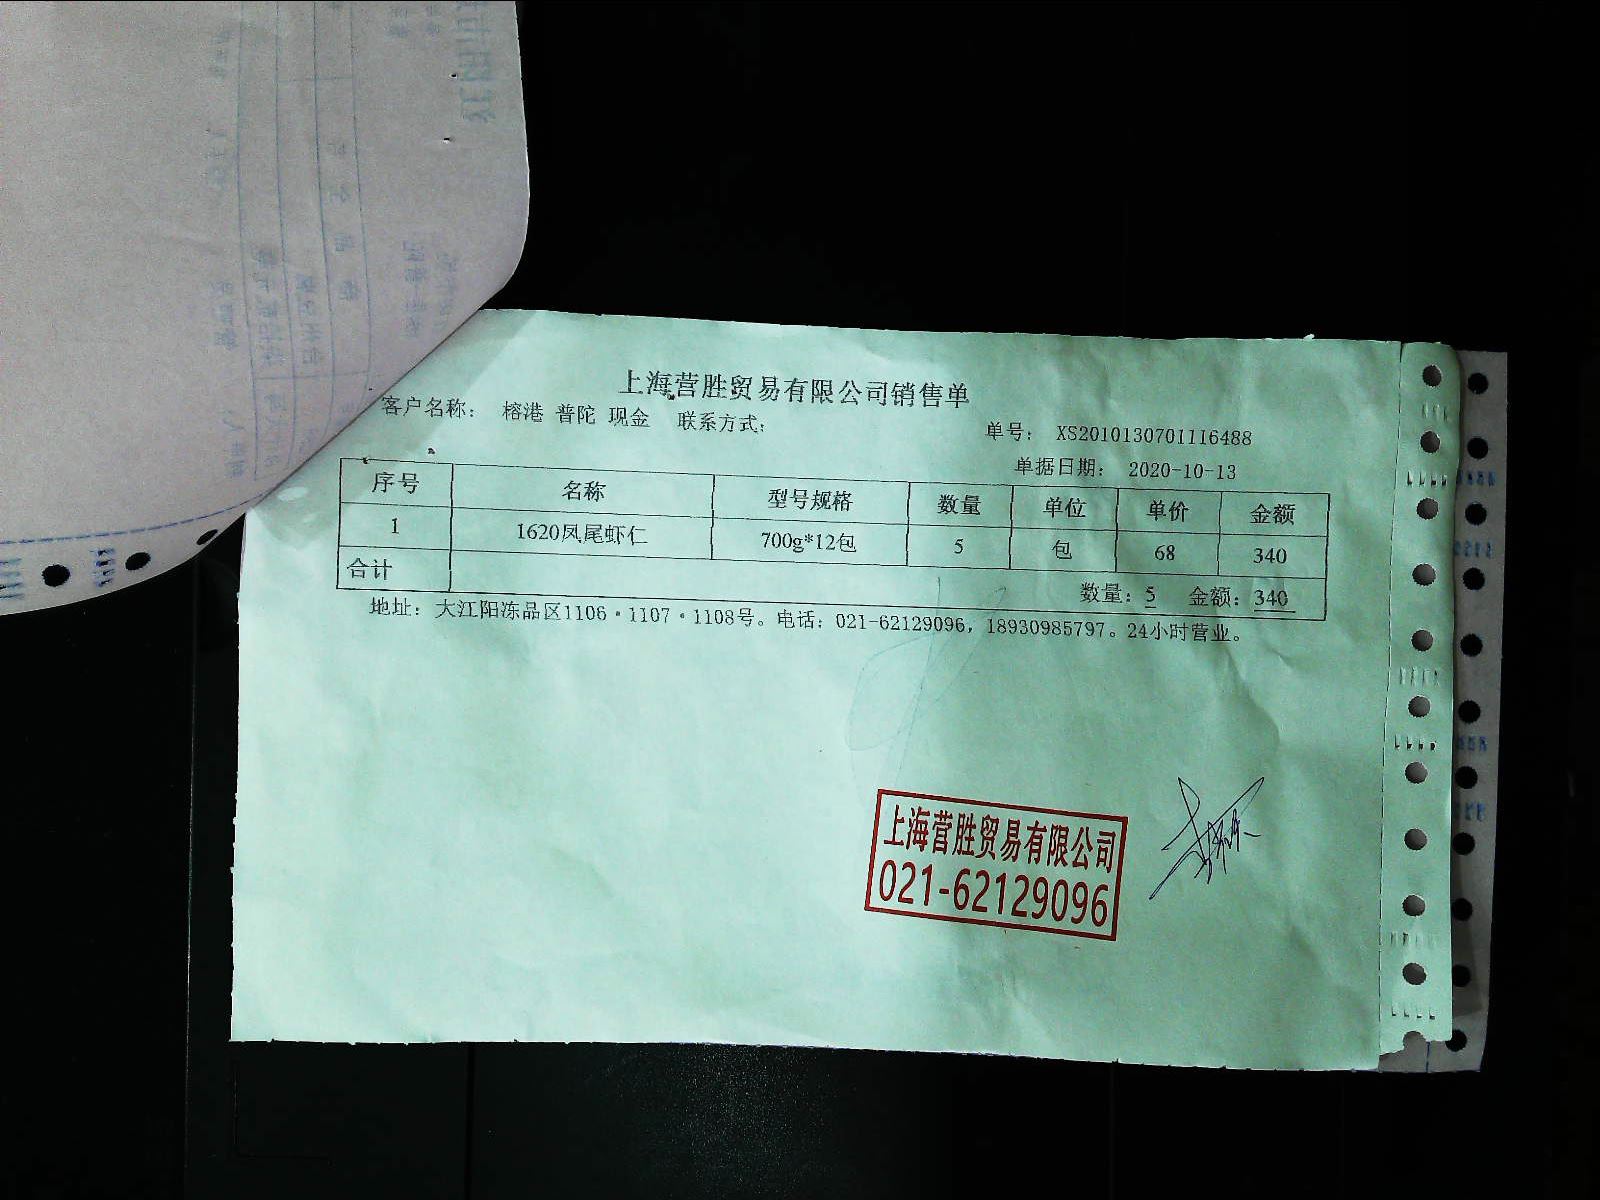 上海营胜贸易有限公司销售单
客户名称： 榕港 普陀 现金 联系方式：
单号： XS2010130701116488
单据日期： 2020-10-13
序号 名称 型号规格 数量 单位 单价 金额
1 1620凤尾虾仁 700g*12包 5 包 68 340
合计 数量：5 金额：340
地址：大江阳冻品区1106·1107·1108号。电话：021-62129096，18930985797。24小时营业。
上海营胜贸易有限公司
021-62129096